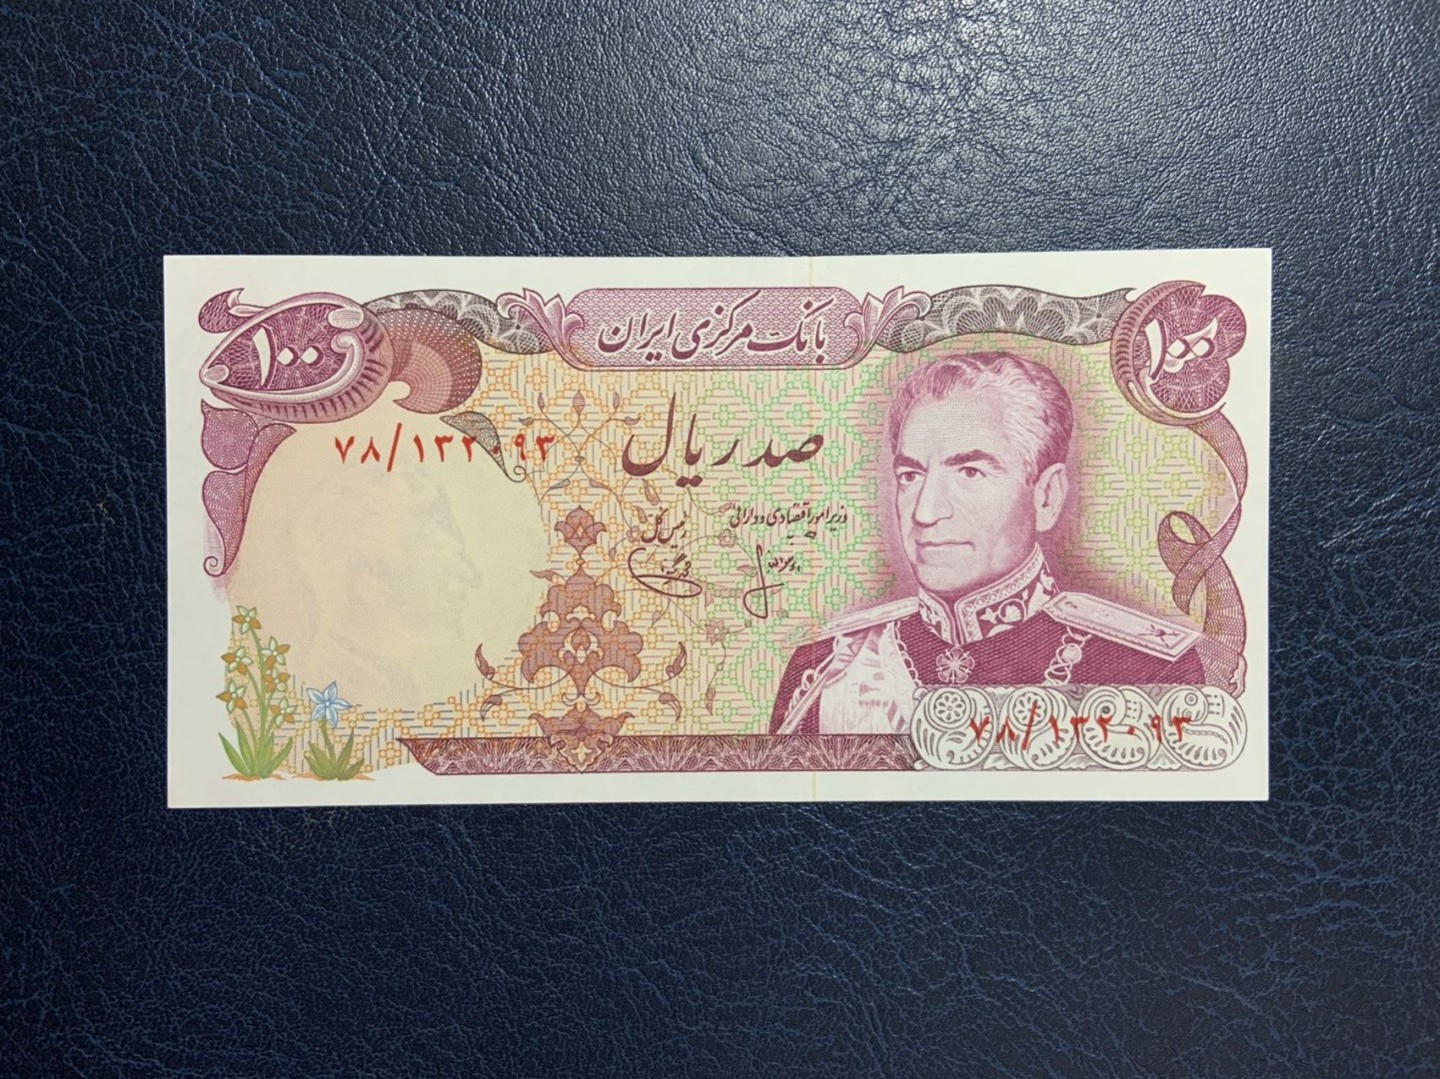 بانک مرکزی ایران
۱۰۰
۱۰۰
۷۸/۱۳۲۰۹۳
صد ریال
وزیر امور اقتصادی و دارائی
رئیس کل
۷۸/۱۳۲۰۹۳